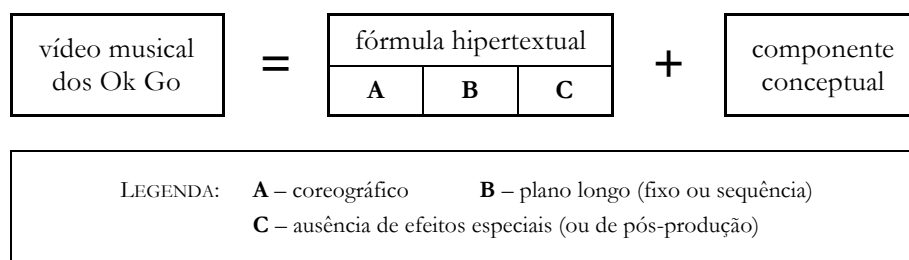 vídeo musical
dos Ok Go
=
fórmula hipertextual
A B C
+
componente
conceptual
LEGENDA: A – coreográfico B – plano longo (fixo ou sequência)
C – ausência de efeitos especiais (ou de pós-produção)